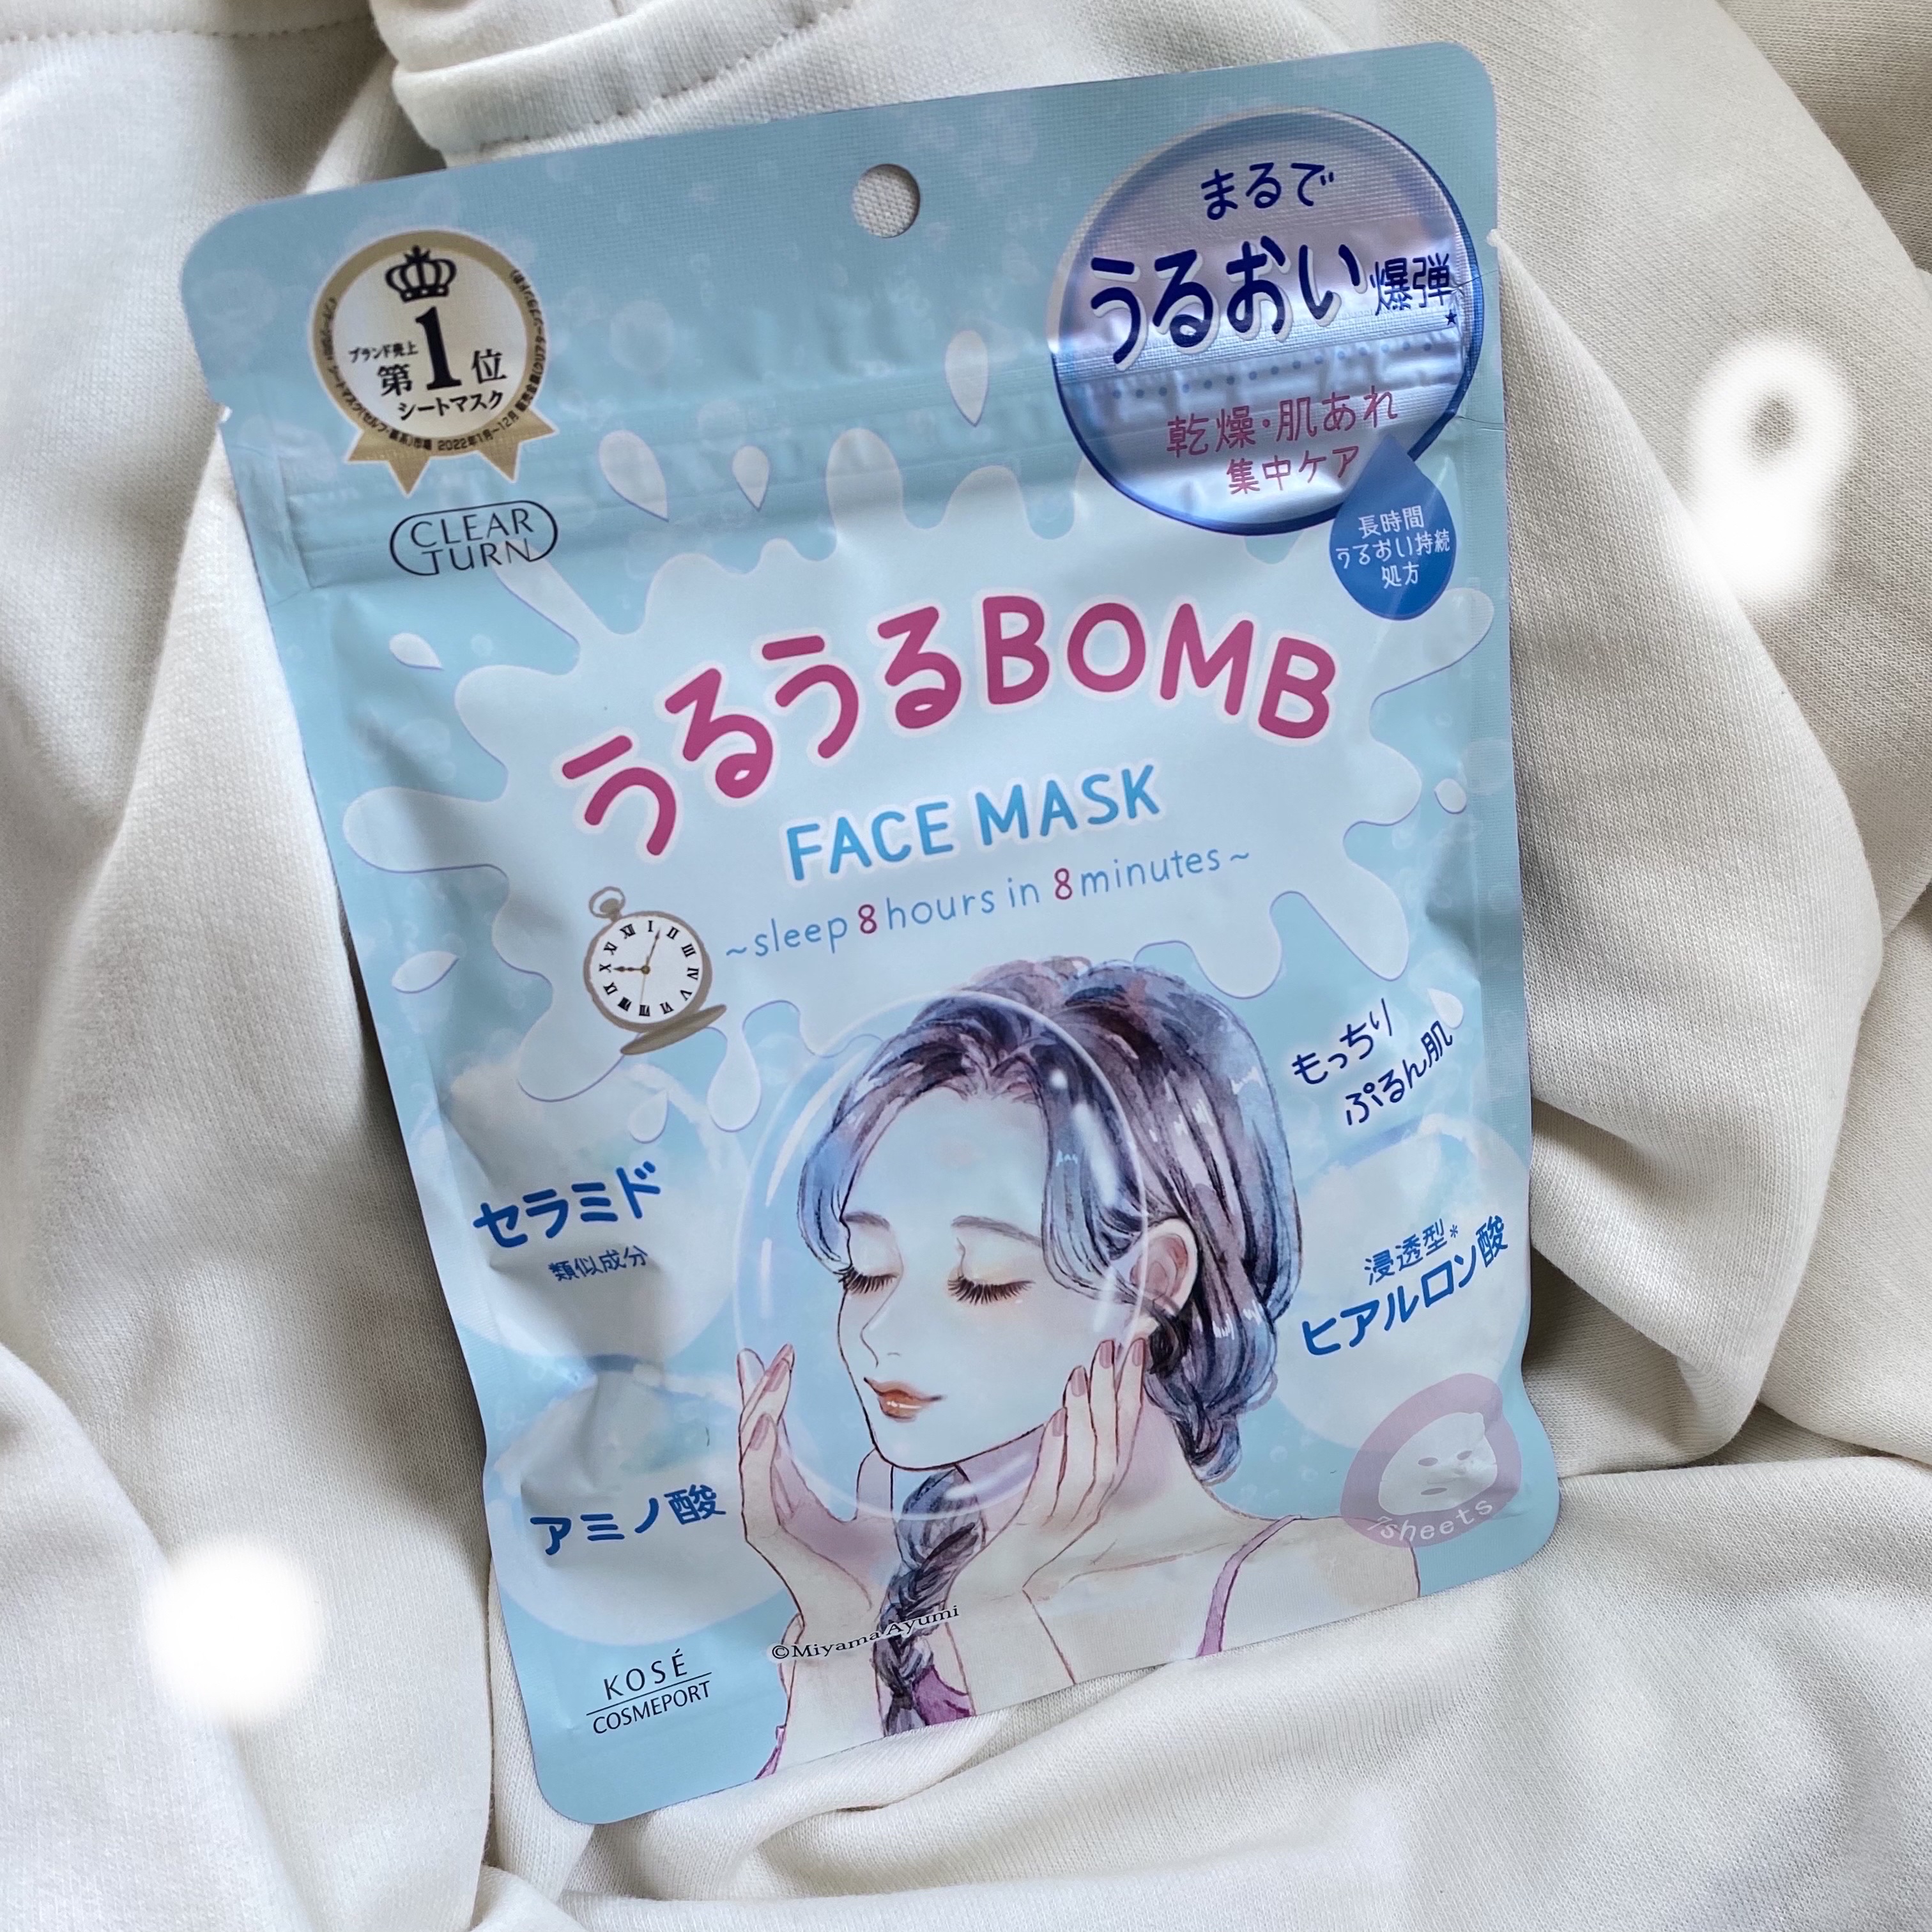 ブランド売上
第1位
シートマスク
2022年1月~12月
CLEAR
TURN
まるで
うるおい爆弾★
乾燥・肌あれ
集中ケア
長時間
うるおい持続
処方
うるうるBOMB
FACE MASK
~sleep 8 hours in 8 minutes~
もっちり
ぷるん肌
セラミド
類似成分
浸透型*
ヒアルロン酸
アミノ酸
7sheets
©Miyama Ayumi
KOSÉ
COSMEPORT